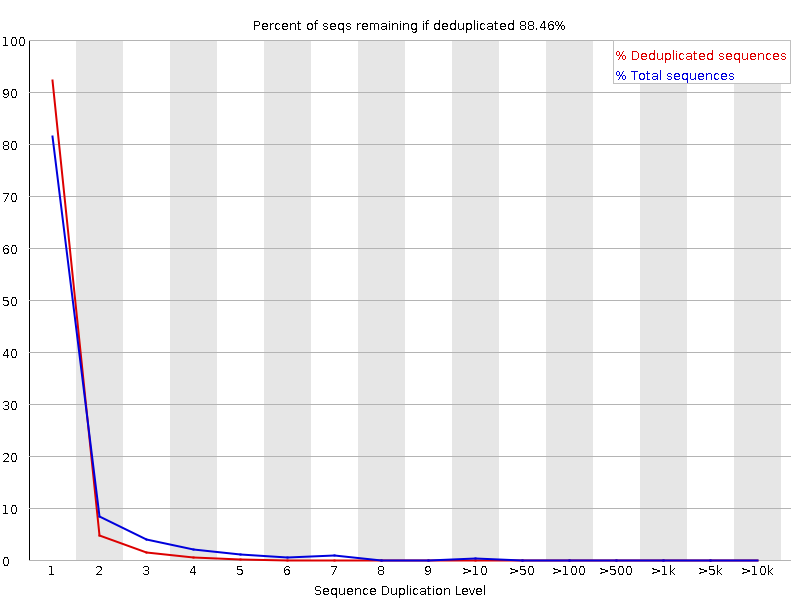 Percent of seqs remaining if deduplicated 88.46%
% Deduplicated sequences
% Total sequences
100
90
80
70
60
50
40
30
20
10
0
1 2 3 4 5 6 7 8 9 >10 >50 >100 >500 >1k >5k >10k
Sequence Duplication Level